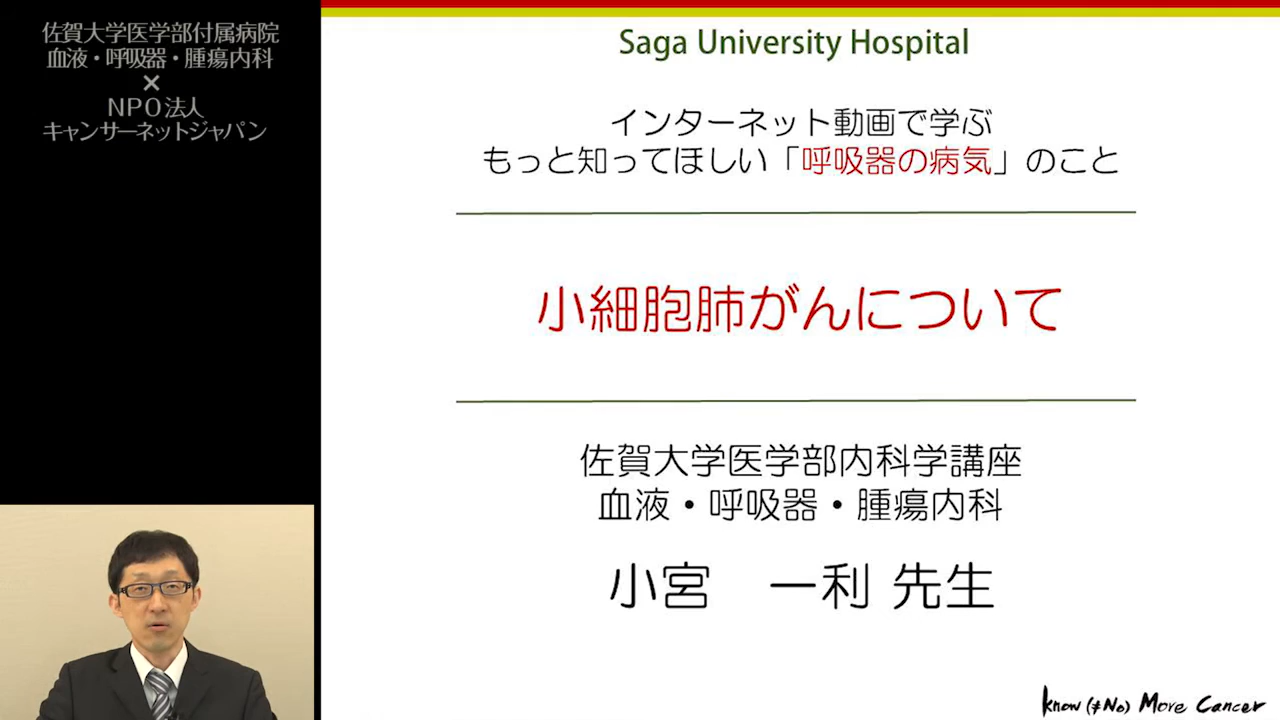 佐賀大学医学部付属病院
血液・呼吸器・腫瘍内科
×
NPO法人
キャンサーネットジャパン
Saga University Hospital
インターネット動画で学ぶ
もっと知ってほしい「呼吸器の病気」のこと
小細胞肺がんについて
佐賀大学医学部内科学講座
血液・呼吸器・腫瘍内科
小宮　一利 先生
know (≠No) More Cancer